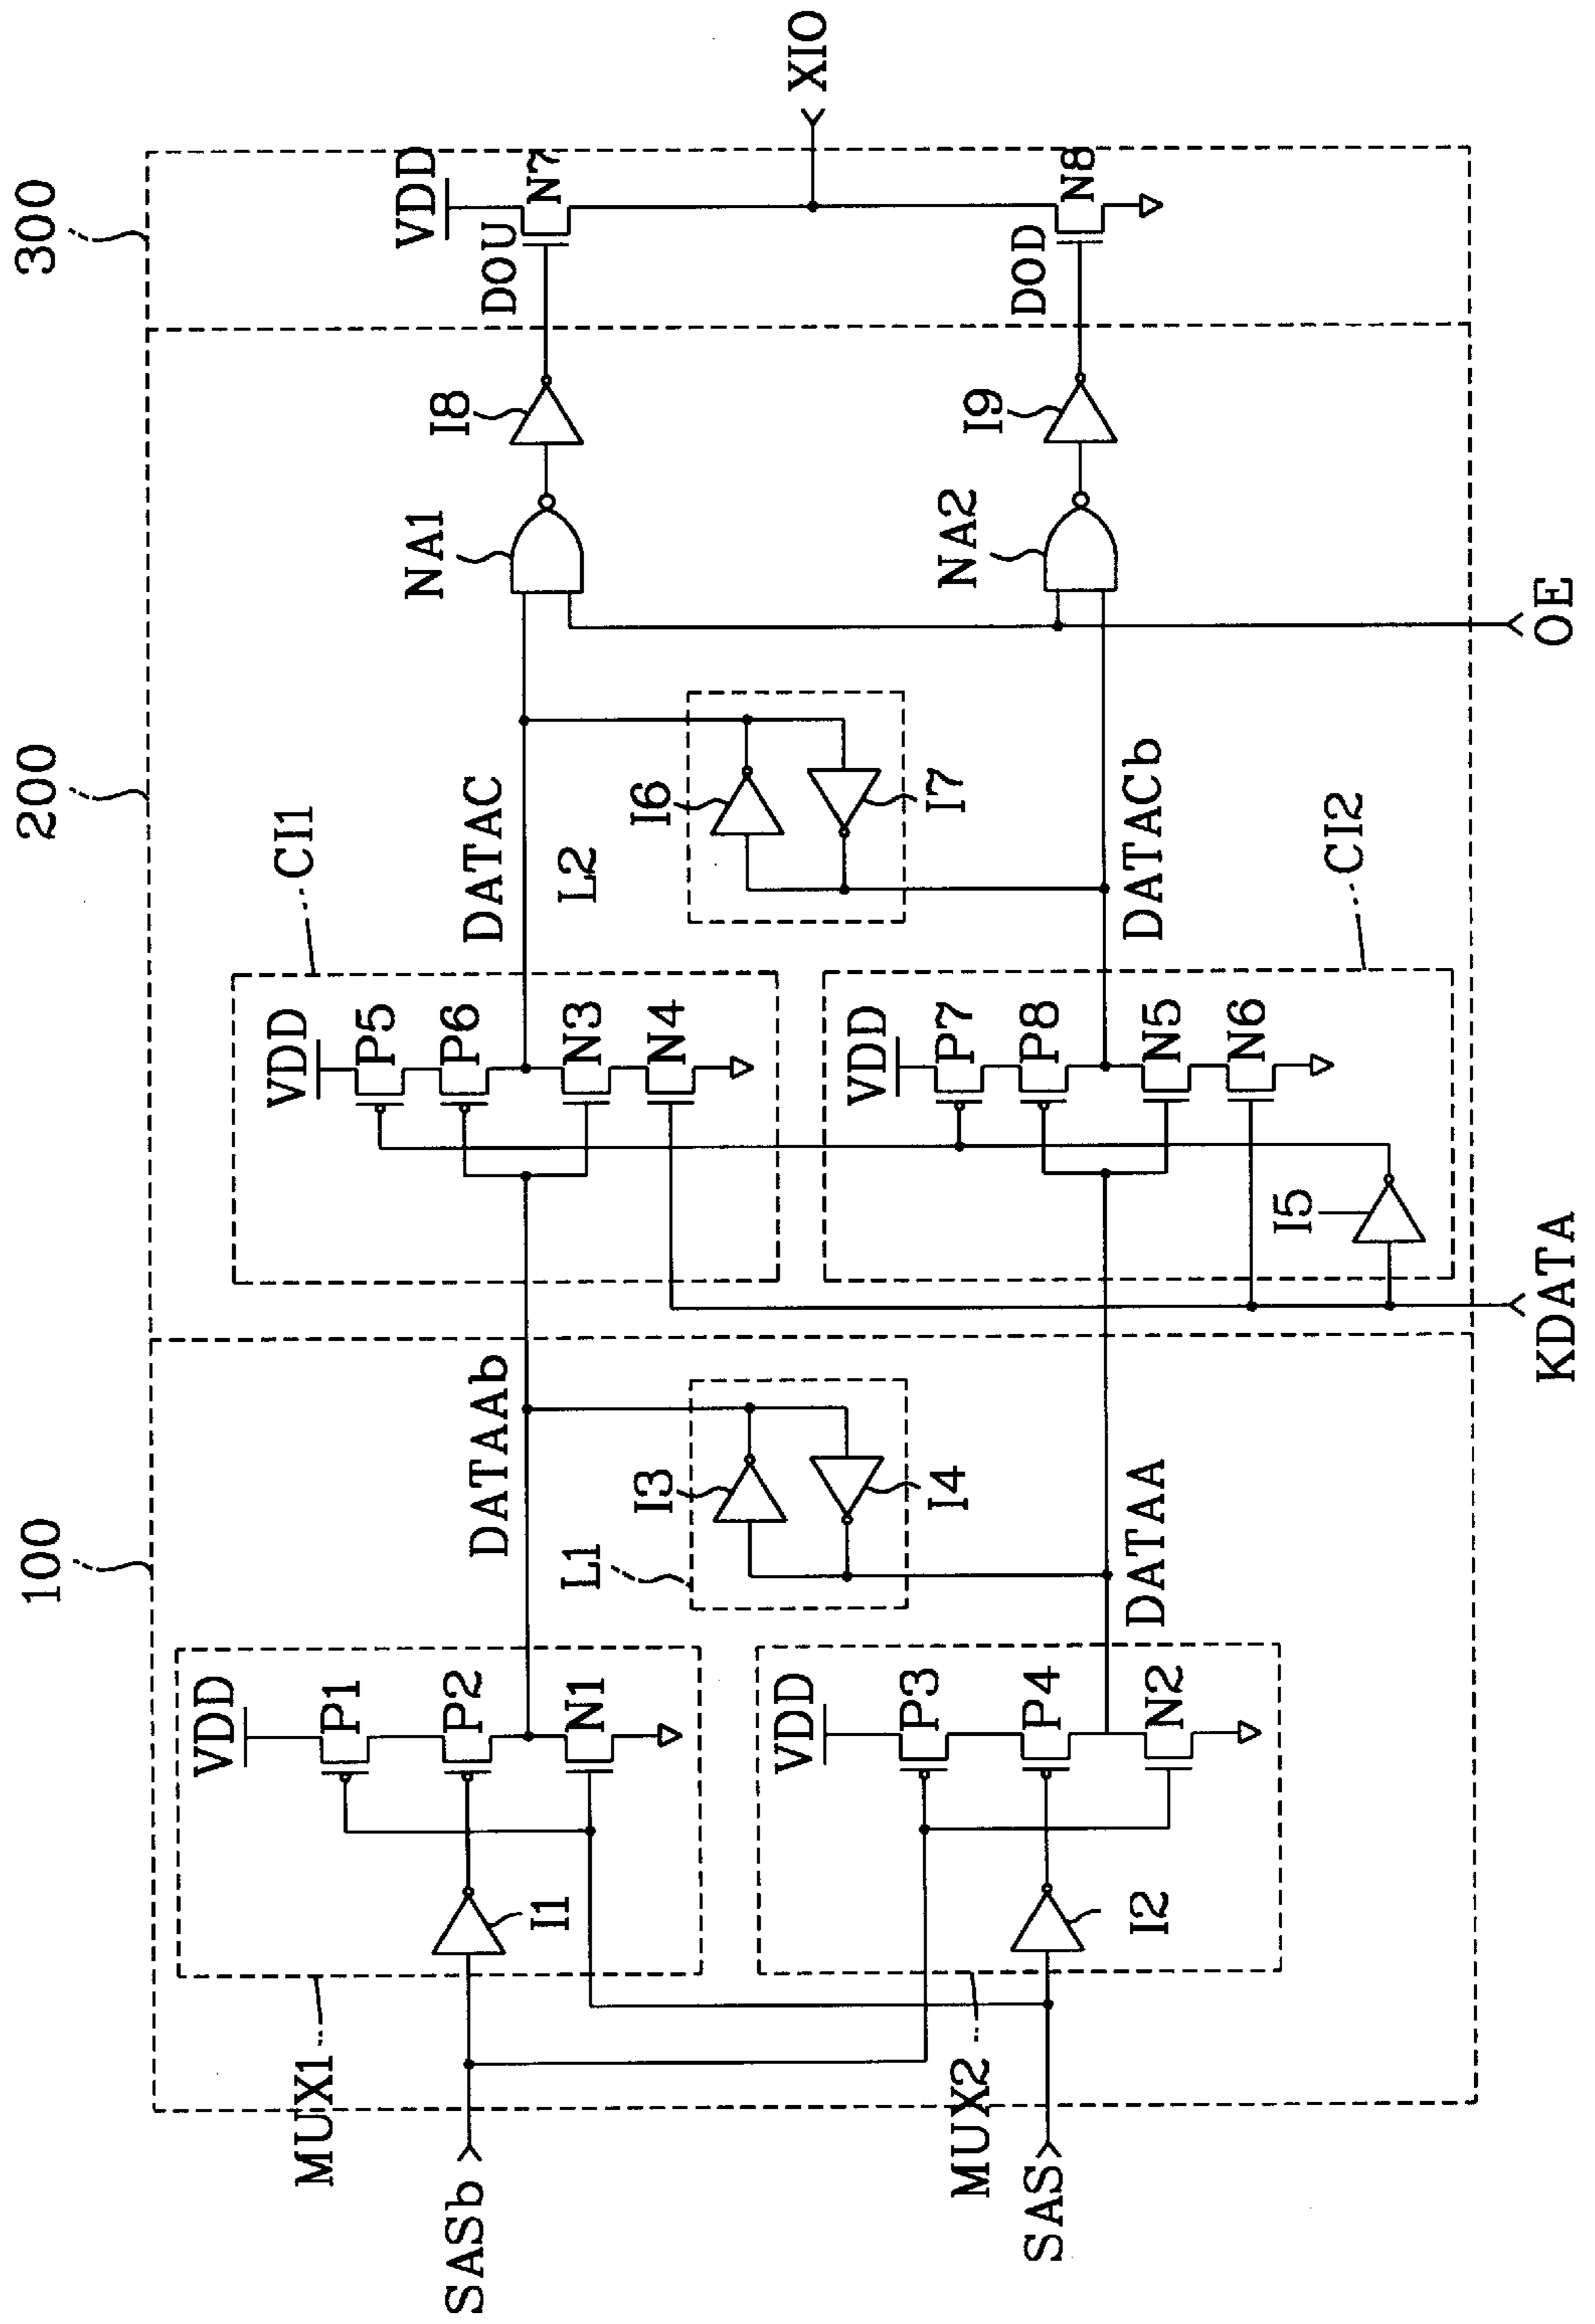 100
200
300
MUX1
VDD
P1
P2
N1
I1
SASb
MUX2
VDD
P3
P4
N2
I2
SAS
DATAAb
L1
I3
I4
DATAA
CI1
VDD
P5
P6
N3
N4
CI2
VDD
P7
P8
N5
N6
I5
KDATA
DATAC
L2
I6
I7
DATACb
NA1
I8
NA2
I9
OE
VDD
DOU
N7
DOD
N8
XIO